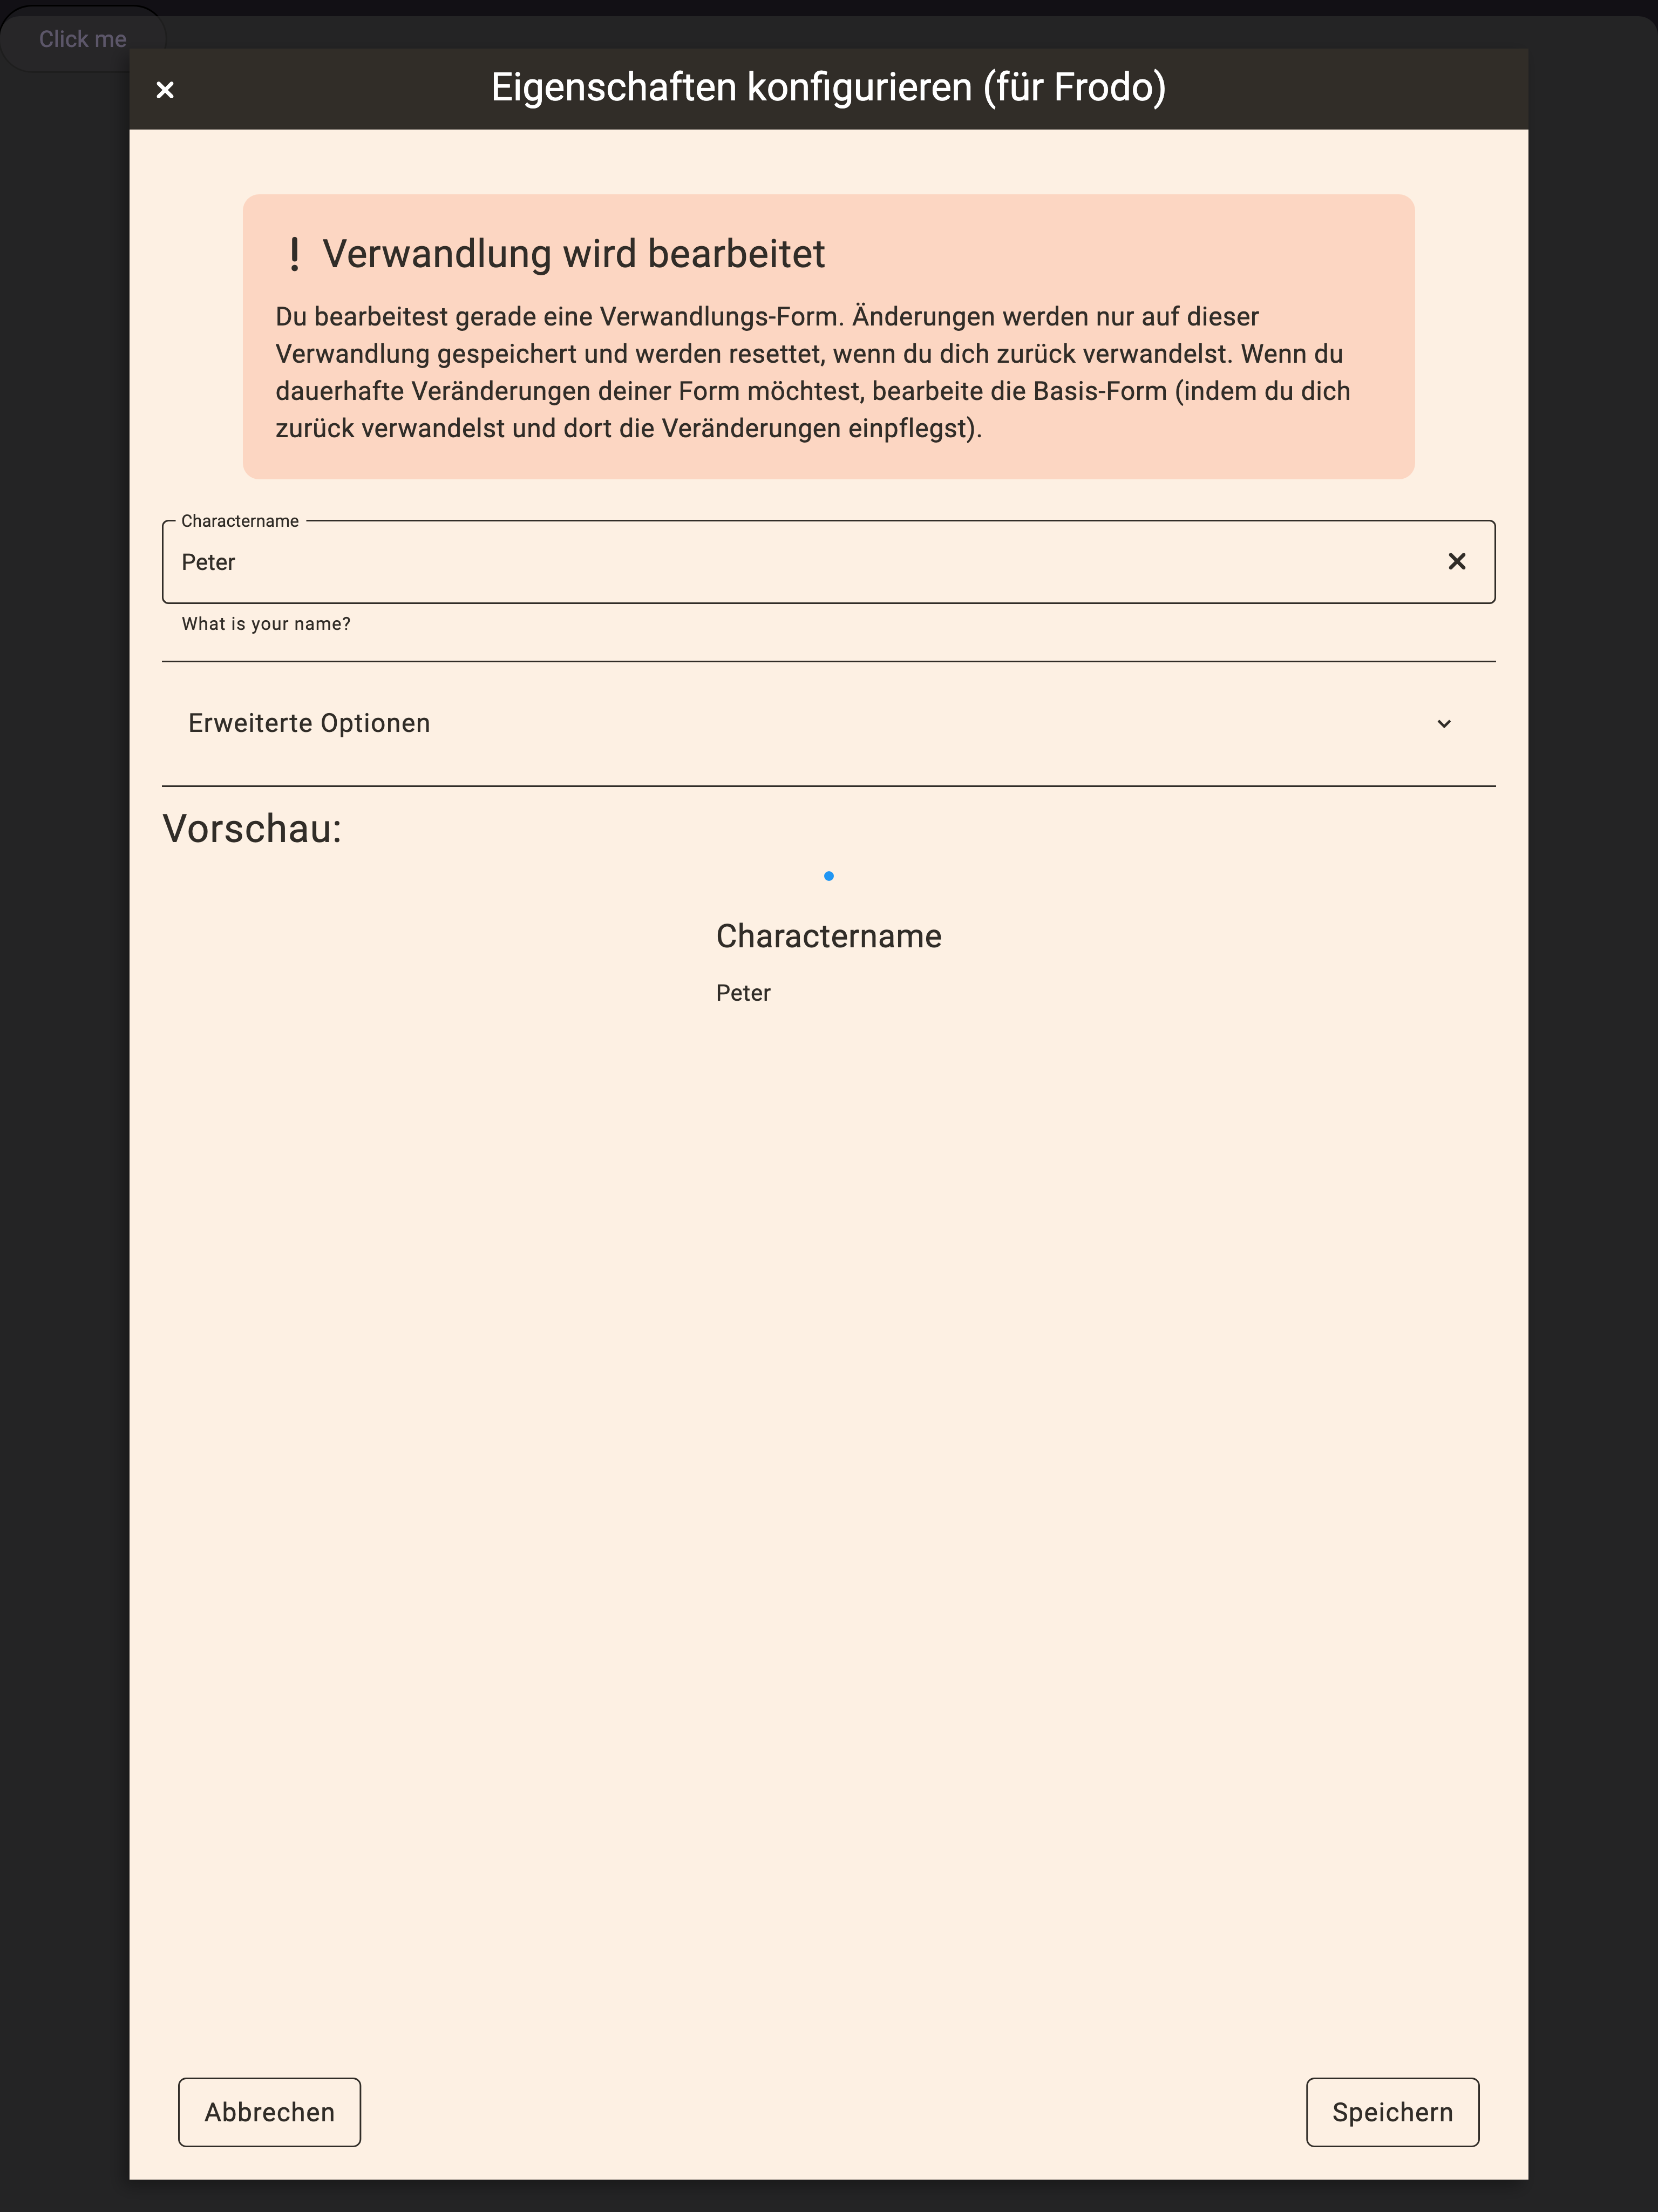 Click me
Eigenschaften konfigurieren (für Frodo)
! Verwandlung wird bearbeitet
Du bearbeitest gerade eine Verwandlungs-Form. Änderungen werden nur auf dieser
Verwandlung gespeichert und werden resettet, wenn du dich zurück verwandelst. Wenn du
dauerhafte Veränderungen deiner Form möchtest, bearbeite die Basis-Form (indem du dich
zurück verwandelst und dort die Veränderungen einpflegst).
Charactername
Peter
What is your name?
Erweiterte Optionen
Vorschau:
Charactername
Peter
Abbrechen
Speichern